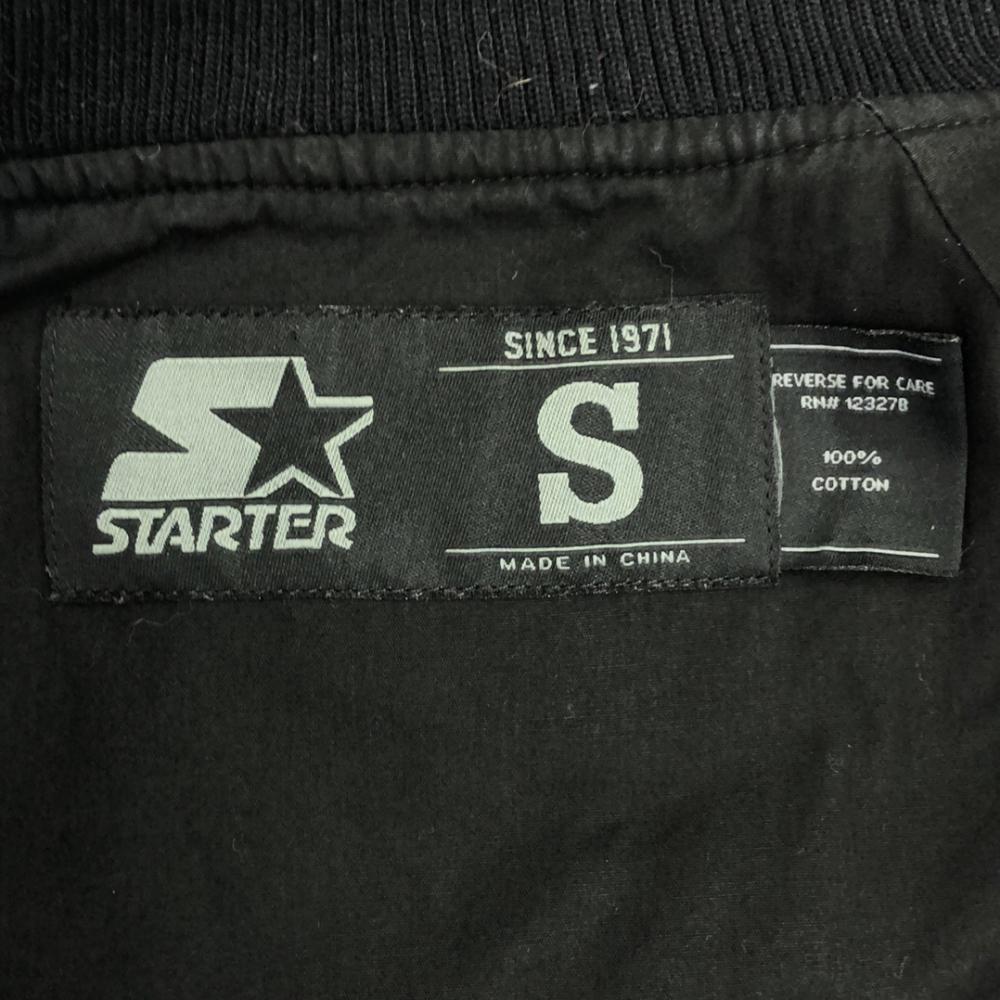 STARTER
SINCE 1971
S
MADE IN CHINA
REVERSE FOR CARE
RN# 123278
100%
COTTON